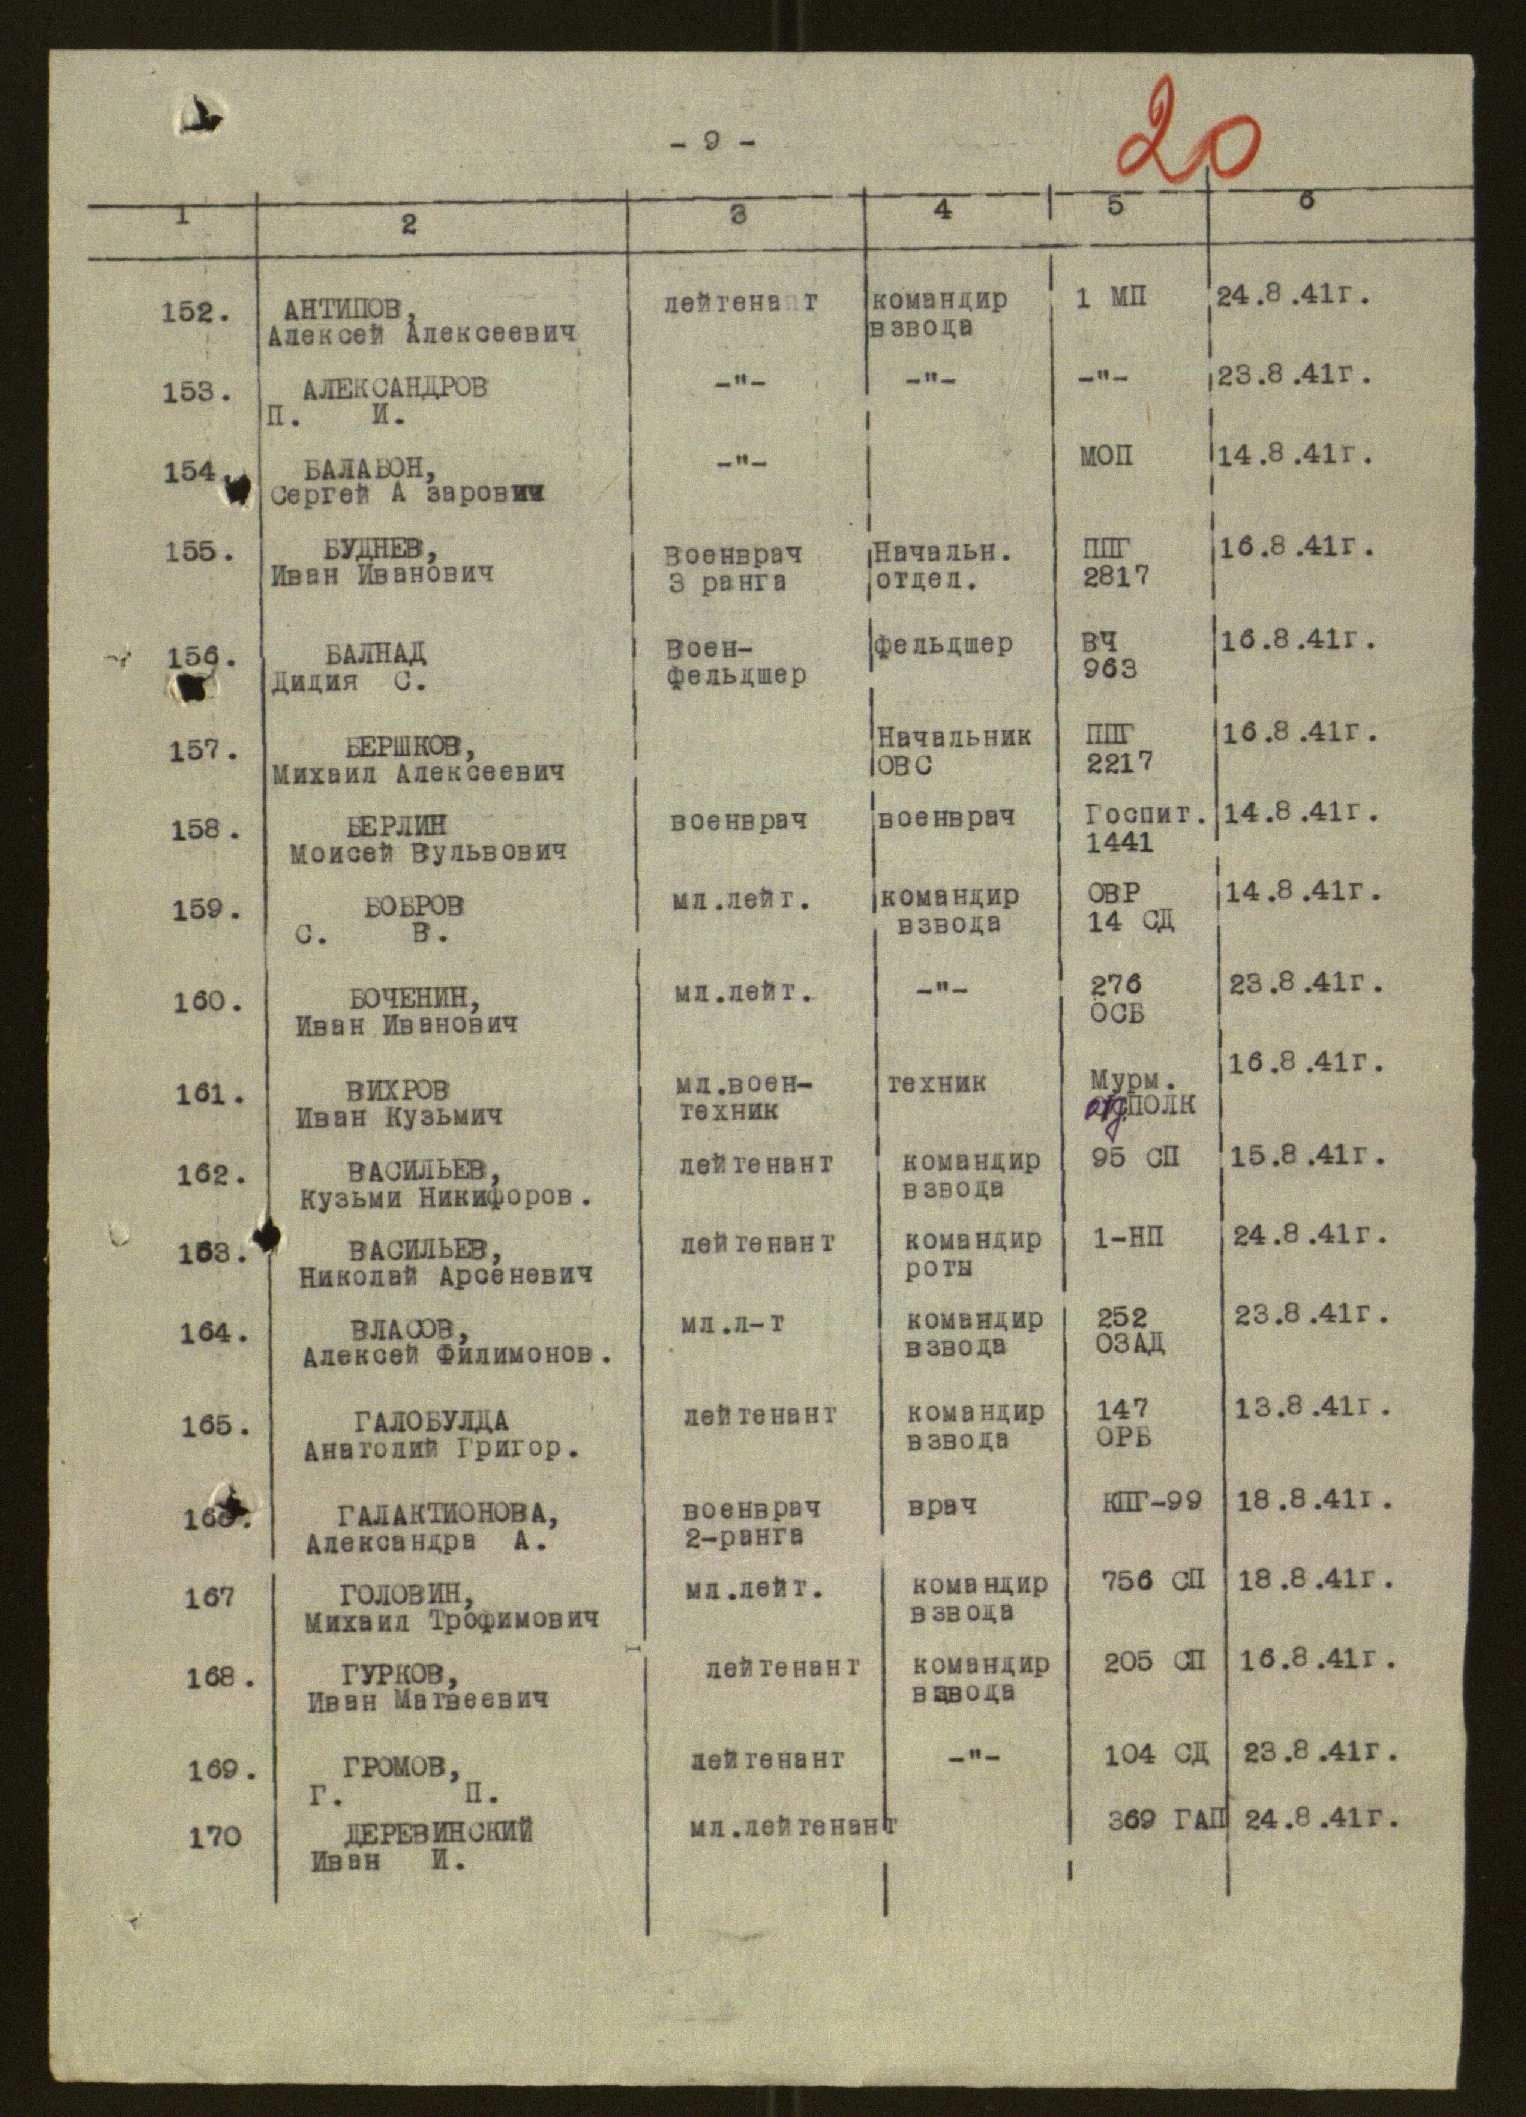 - 9 -
20
1 2 3 4 5 6
152. АНТИПОВ, лейтенант командир 1 МП 24.8.41г.
Алексей Алексеевич взвода
153. АЛЕКСАНДРОВ -"- -"- -"- 23.8.41г.
П. И.
154. БАЛАБОН, -"- МОП 14.8.41г.
Сергей А зарович
155. БУДНЕВ, Военврач Начальн. ППГ 16.8.41г.
Иван Иванович 3 ранга отдел. 2817
156. БАЛНАД Воен- фельдшер ВЧ 16.8.41г.
Лидия С. фельдшер 963
157. БЕРШКОВ, Начальник ППГ 16.8.41г.
Михаил Алексеевич ОВС 2217
158. БЕРЛИН военврач военврач Госпит. 14.8.41г.
Моисей Вульвович 1441
159. БОБРОВ мл.лейт. командир ОВР 14.8.41г.
С. В. взвода 14 СД
160. БОЧЕНИН, мл.лейт. -"- 276 23.8.41г.
Иван Иванович ОСБ
161. ВИХРОВ мл.воен- техник Мурм. 16.8.41г.
Иван Кузьмич техник отд.ПОЛК
162. ВАСИЛЬЕВ, лейтенант командир 95 СП 15.8.41г.
Кузьми Никифоров. взвода
163. ВАСИЛЬЕВ, лейтенант командир 1-НП 24.8.41г.
Николай Арсеневич роты
164. ВЛАСОВ, мл.л-т командир 252 23.8.41г.
Алексей Филимонов. взвода ОЗАД
165. ГАЛОБУЛДА лейтенант командир 147 13.8.41г.
Анатолий Григор. взвода ОРБ
166. ГАЛАКТИОНОВА, военврач врач КПГ-99 18.8.41г.
Александра А. 2-ранга
167 ГОЛОВИН, мл.лейт. командир 756 СП 18.8.41г.
Михаил Трофимович взвода
168. ГУРКОВ, лейтенант командир 205 СП 16.8.41г.
Иван Матвеевич взвода
169. ГРОМОВ, лейтенант -"- 104 СД 23.8.41г.
Г. П.
170 ДЕРЕВИНСКИЙ мл.лейтенант 369 ГАП 24.8.41г.
Иван И.